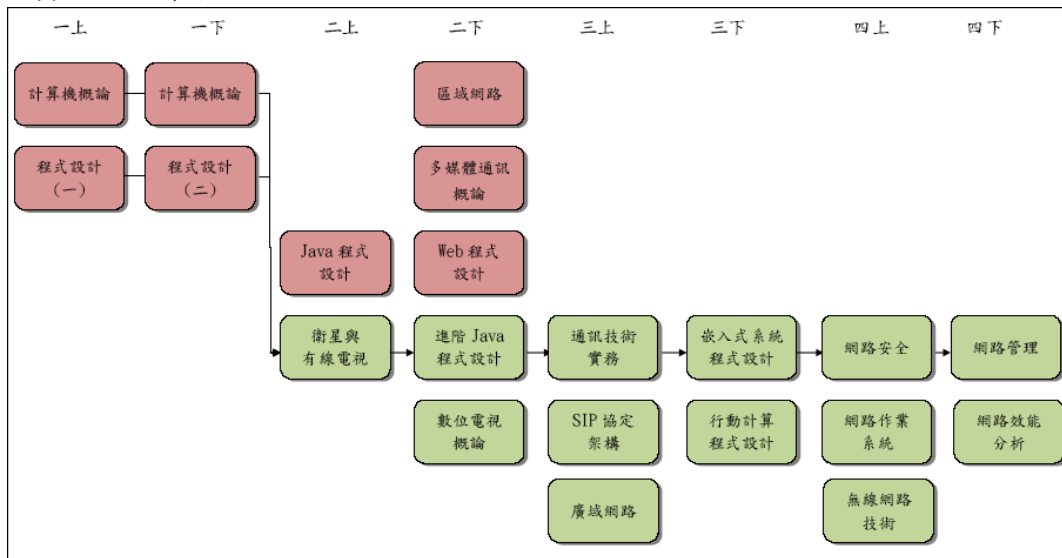 一上 一下 二上 二下 三上 三下 四上 四下
計算機概論 計算機概論 區域網路
程式設計
(一)
程式設計
(二)
多媒體通訊
概論
Java 程式
設計
Web 程式
設計
衛星與
有線電視
進階 Java
程式設計
通訊技術
實務
嵌入式系統
程式設計
網路安全
網路管理
數位電視
概論
SIP 協定
架構
行動計算
程式設計
網路作業
系統
網路效能
分析
廣域網路
無線網路
技術